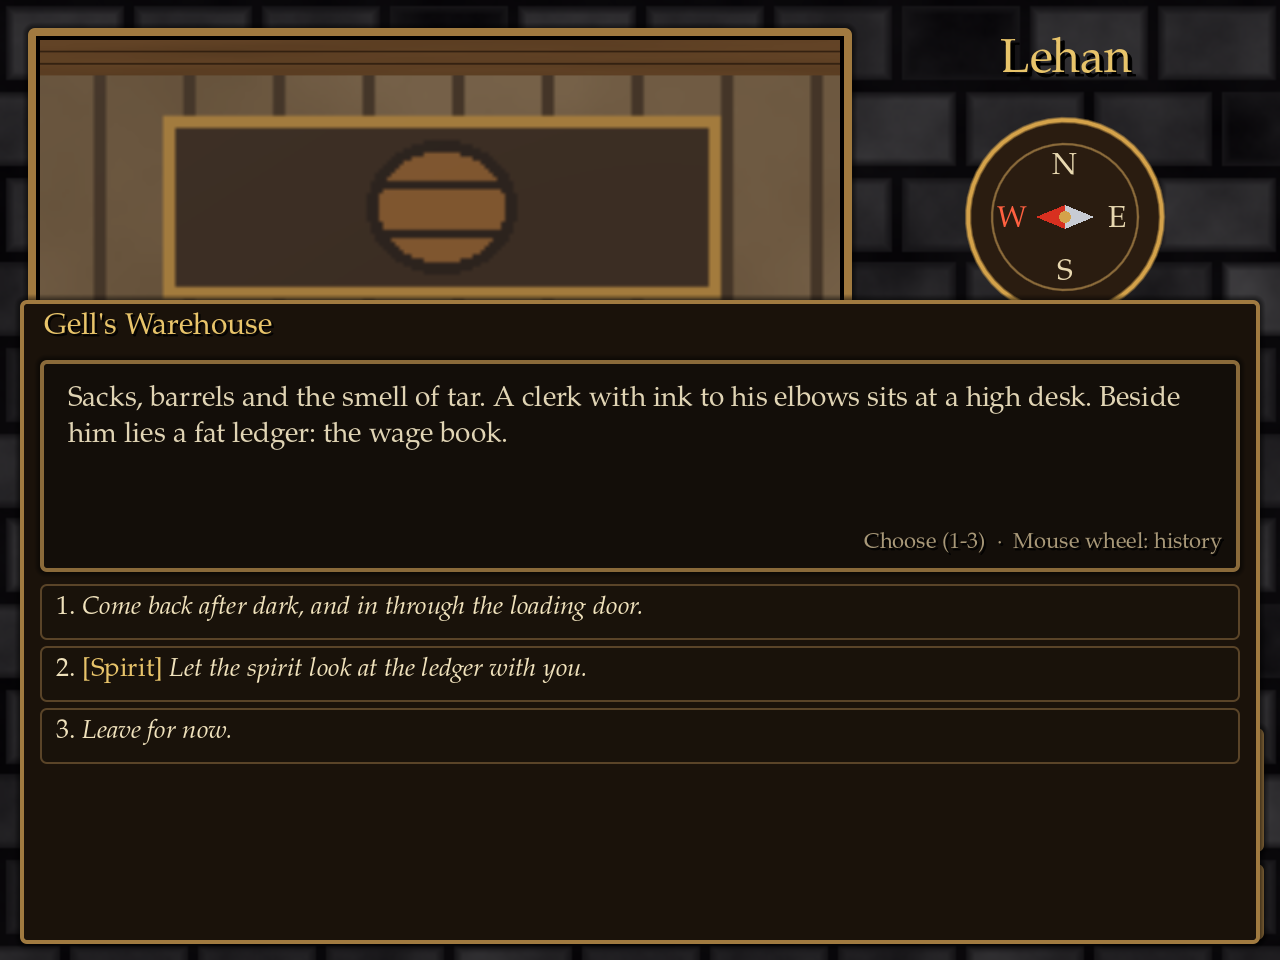 Lehan
N
W E
S
Gell's Warehouse
Sacks, barrels and the smell of tar. A clerk with ink to his elbows sits at a high desk. Beside
him lies a fat ledger: the wage book.
Choose (1-3) · Mouse wheel: history
1. Come back after dark, and in through the loading door.
2. [Spirit] Let the spirit look at the ledger with you.
3. Leave for now.